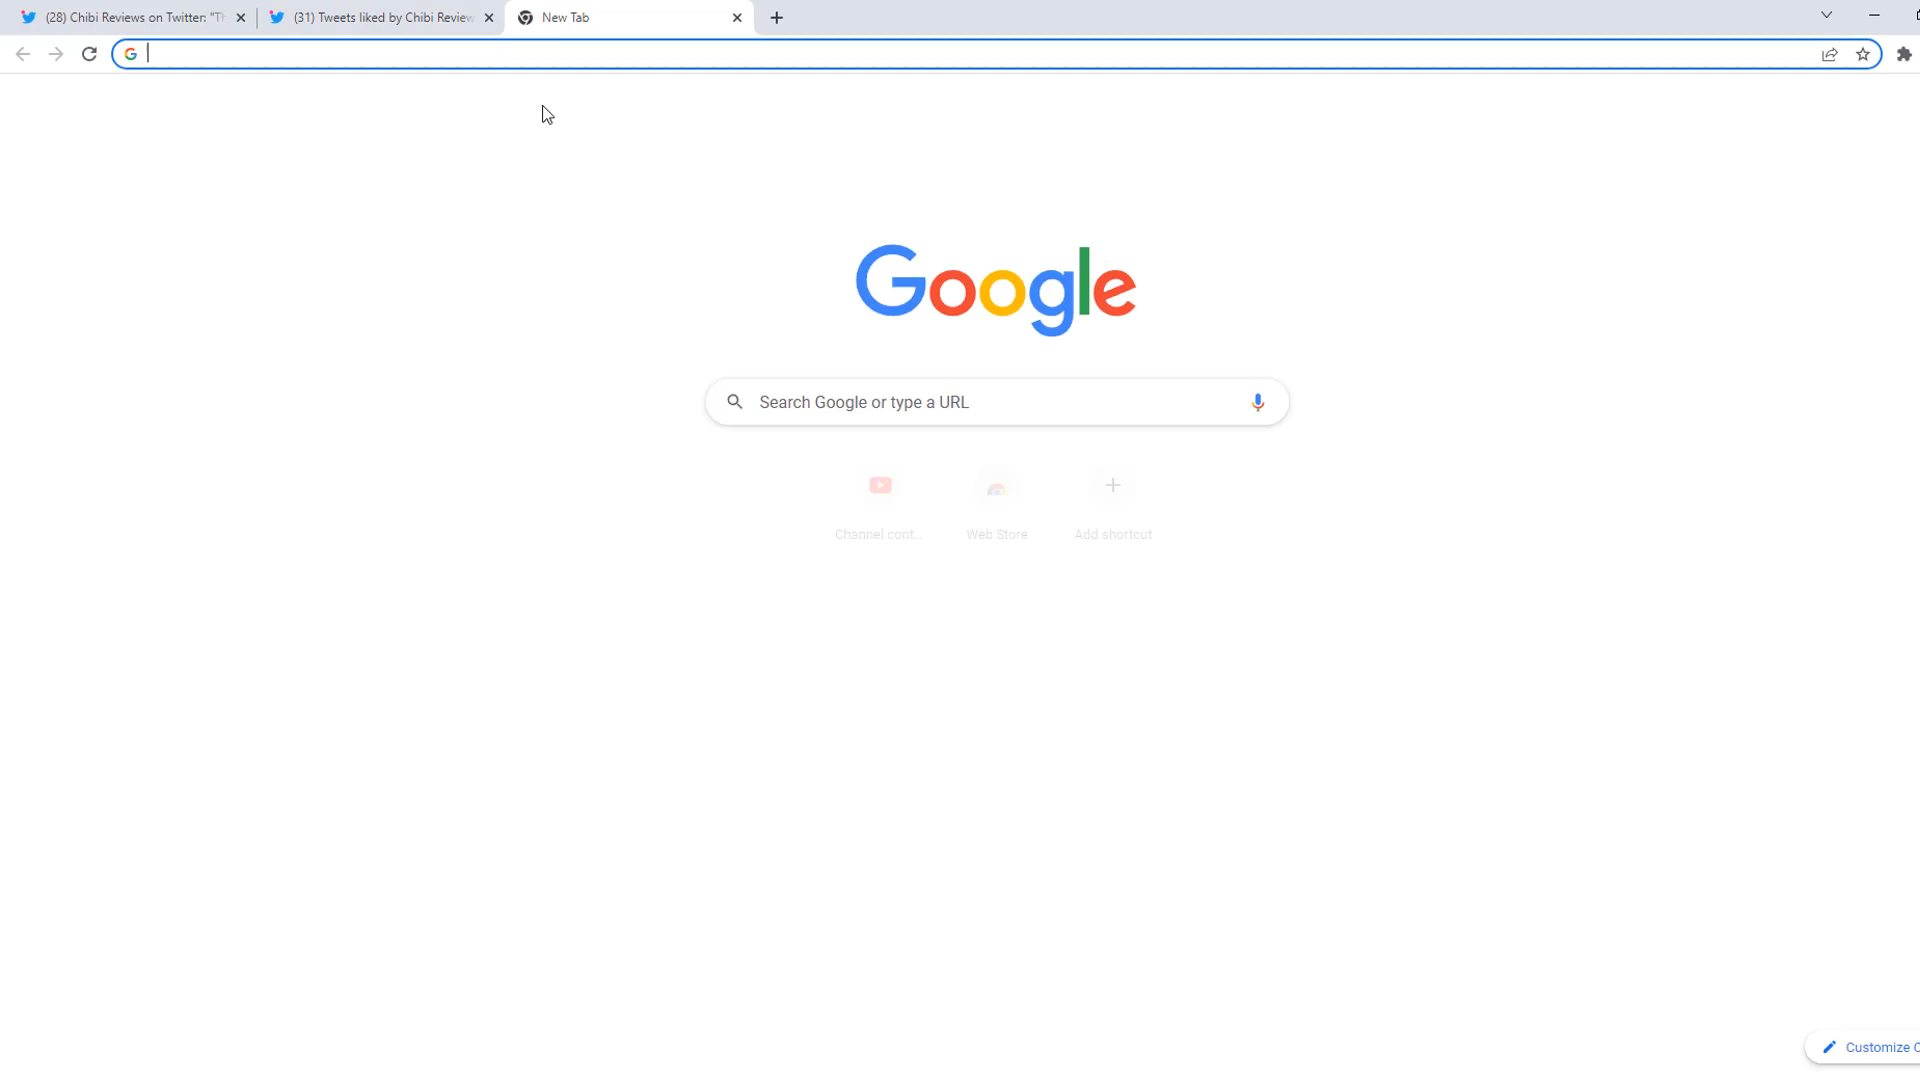 (28) Chibi Reviews on Twitter: "Th
(31) Tweets liked by Chibi Review
New Tab
Google
Search Google or type a URL
Channel cont...
Web Store
Add shortcut
Customize C